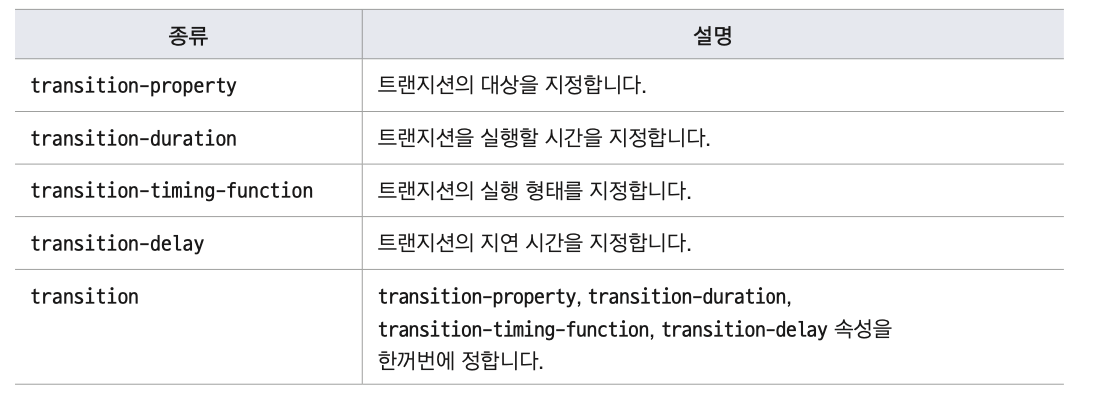 종류 설명
transition-property 트랜지션의 대상을 지정합니다.
transition-duration 트랜지션을 실행할 시간을 지정합니다.
transition-timing-function 트랜지션의 실행 형태를 지정합니다.
transition-delay 트랜지션의 지연 시간을 지정합니다.
transition transition-property, transition-duration,
transition-timing-function, transition-delay 속성을
한꺼번에 정합니다.